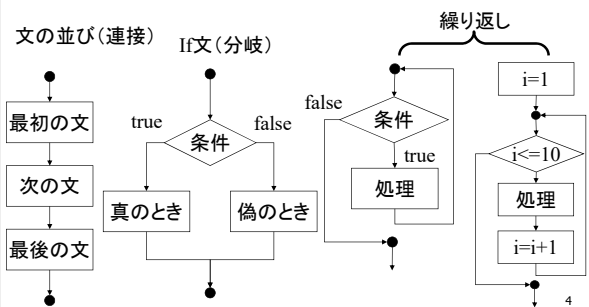 文の並び（連接）
最初の文
次の文
最後の文
If文（分岐）
条件
true
false
真のとき
偽のとき
繰り返し
条件
false
true
処理
i=1
i<=10
処理
i=i+1
4